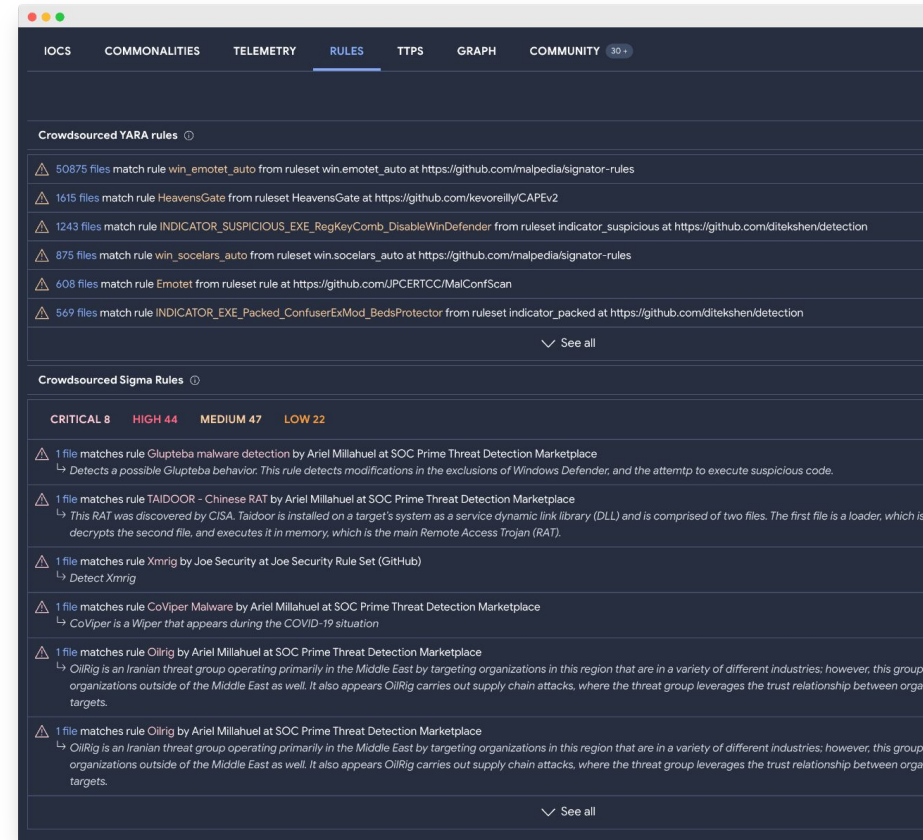 IOCS COMMONALITIES TELEMETRY RULES TTPS GRAPH COMMUNITY 30+
Crowdsourced YARA rules
50875 files match rule win_emotet_auto from ruleset win.emotet_auto at https://github.com/malpedia/signator-rules
1615 files match rule HeavensGate from ruleset HeavensGate at https://github.com/kevoreilly/CAPEv2
1243 files match rule INDICATOR_SUSPICIOUS_EXE_RegKeyComb_DisableWinDefender from ruleset indicator_suspicious at https://github.com/ditekshen/detection
875 files match rule win_socelars_auto from ruleset win.socelars_auto at https://github.com/malpedia/signator-rules
608 files match rule Emotet from ruleset rule at https://github.com/JPCERTCC/MalConfScan
569 files match rule INDICATOR_EXE_Packed_ConfuserExMod_BedsProtector from ruleset indicator_packed at https://github.com/ditekshen/detection
See all
Crowdsourced Sigma Rules
CRITICAL 8 HIGH 44 MEDIUM 47 LOW 22
1 file matches rule Glupteba malware detection by Ariel Millahuel at SOC Prime Threat Detection Marketplace
Detects a possible Glupteba behavior. This rule detects modifications in the exclusions of Windows Defender, and the attemtp to execute suspicious code.
1 file matches rule TAIDOOR - Chinese RAT by Ariel Millahuel at SOC Prime Threat Detection Marketplace
This RAT was discovered by CISA. Taidoor is installed on a target's system as a service dynamic link library (DLL) and is comprised of two files. The first file is a loader, which is
decrypts the second file, and executes it in memory, which is the main Remote Access Trojan (RAT).
1 file matches rule Xmrig by Joe Security at Joe Security Rule Set (GitHub)
Detect Xmrig
1 file matches rule CoViper Malware by Ariel Millahuel at SOC Prime Threat Detection Marketplace
CoViper is a Wiper that appears during the COVID-19 situation
1 file matches rule Oilrig by Ariel Millahuel at SOC Prime Threat Detection Marketplace
OilRig is an Iranian threat group operating primarily in the Middle East by targeting organizations in this region that are in a variety of different industries; however, this group
organizations outside of the Middle East as well. It also appears OilRig carries out supply chain attacks, where the threat group leverages the trust relationship between orga
targets.
1 file matches rule Oilrig by Ariel Millahuel at SOC Prime Threat Detection Marketplace
OilRig is an Iranian threat group operating primarily in the Middle East by targeting organizations in this region that are in a variety of different industries; however, this group
organizations outside of the Middle East as well. It also appears OilRig carries out supply chain attacks, where the threat group leverages the trust relationship between orga
targets.
See all